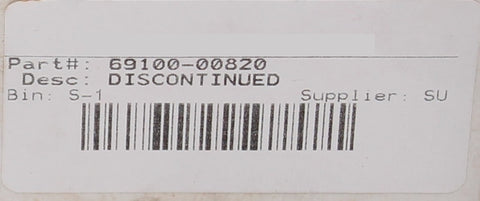 Part#: 69100-00820
Desc: DISCONTINUED
Bin: S-1 Supplier: SU